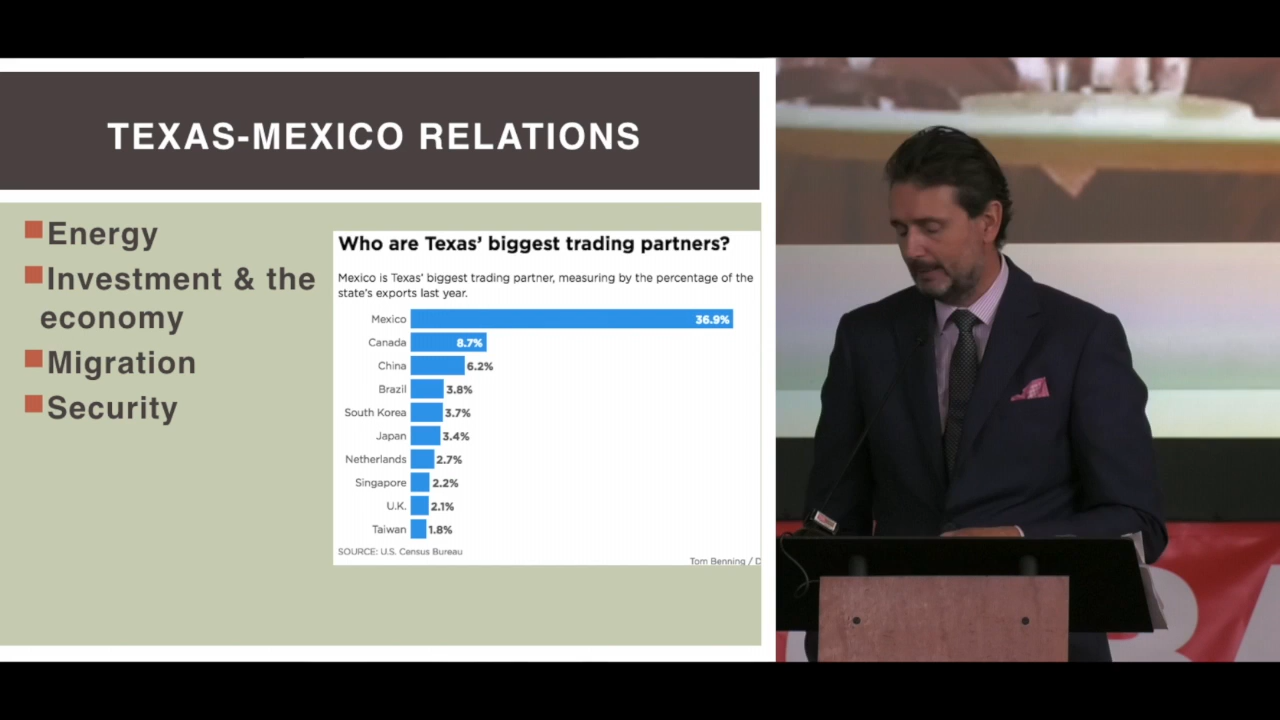 TEXAS-MEXICO RELATIONS
Energy
Investment & the
economy
Migration
Security
Who are Texas' biggest trading partners?
Mexico is Texas' biggest trading partner, measuring by the percentage of the
state's exports last year.
Mexico 36.9%
Canada 8.7%
China 6.2%
Brazil 3.8%
South Korea 3.7%
Japan 3.4%
Netherlands 2.7%
Singapore 2.2%
U.K. 2.1%
Taiwan 1.8%
SOURCE: U.S. Census Bureau
Tom Benning /